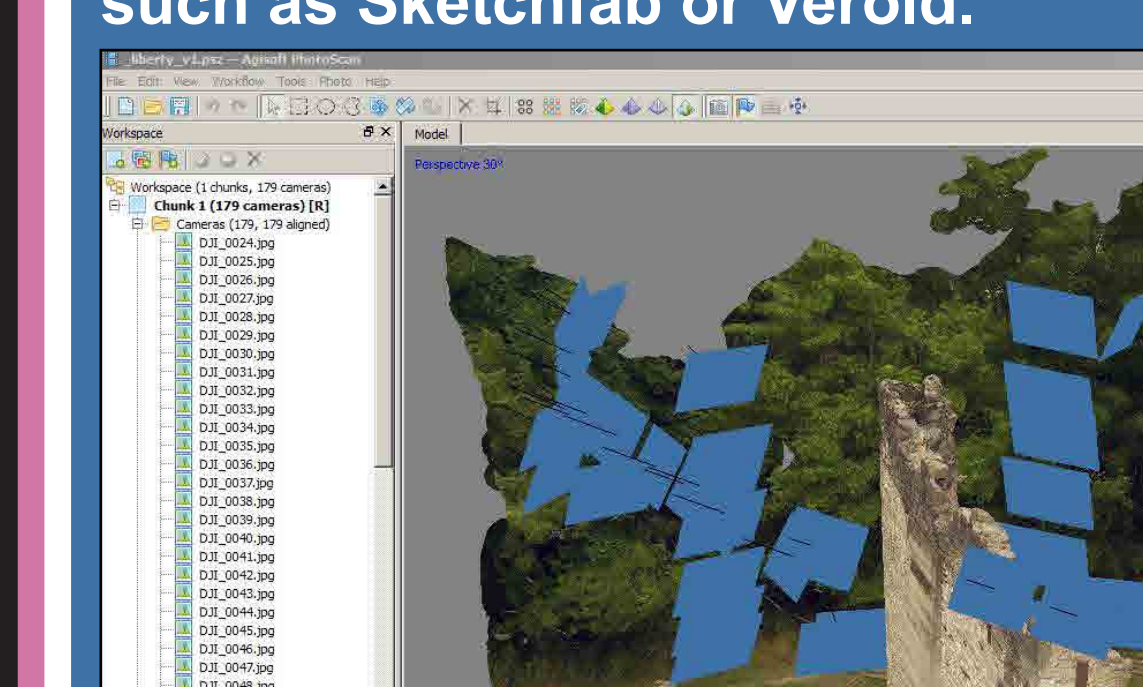 such as Sketchfab or Verold.
_liberty_v1.psz — Agisoft PhotoScan
File Edit View Workflow Tools Photo Help
Workspace
Model
Perspective 30°
Workspace (1 chunks, 179 cameras)
Chunk 1 (179 cameras) [R]
Cameras (179, 179 aligned)
DJI_0024.jpg
DJI_0025.jpg
DJI_0026.jpg
DJI_0027.jpg
DJI_0028.jpg
DJI_0029.jpg
DJI_0030.jpg
DJI_0031.jpg
DJI_0032.jpg
DJI_0033.jpg
DJI_0034.jpg
DJI_0035.jpg
DJI_0036.jpg
DJI_0037.jpg
DJI_0038.jpg
DJI_0039.jpg
DJI_0040.jpg
DJI_0041.jpg
DJI_0042.jpg
DJI_0043.jpg
DJI_0044.jpg
DJI_0045.jpg
DJI_0046.jpg
DJI_0047.jpg
DJI_0048.jpg